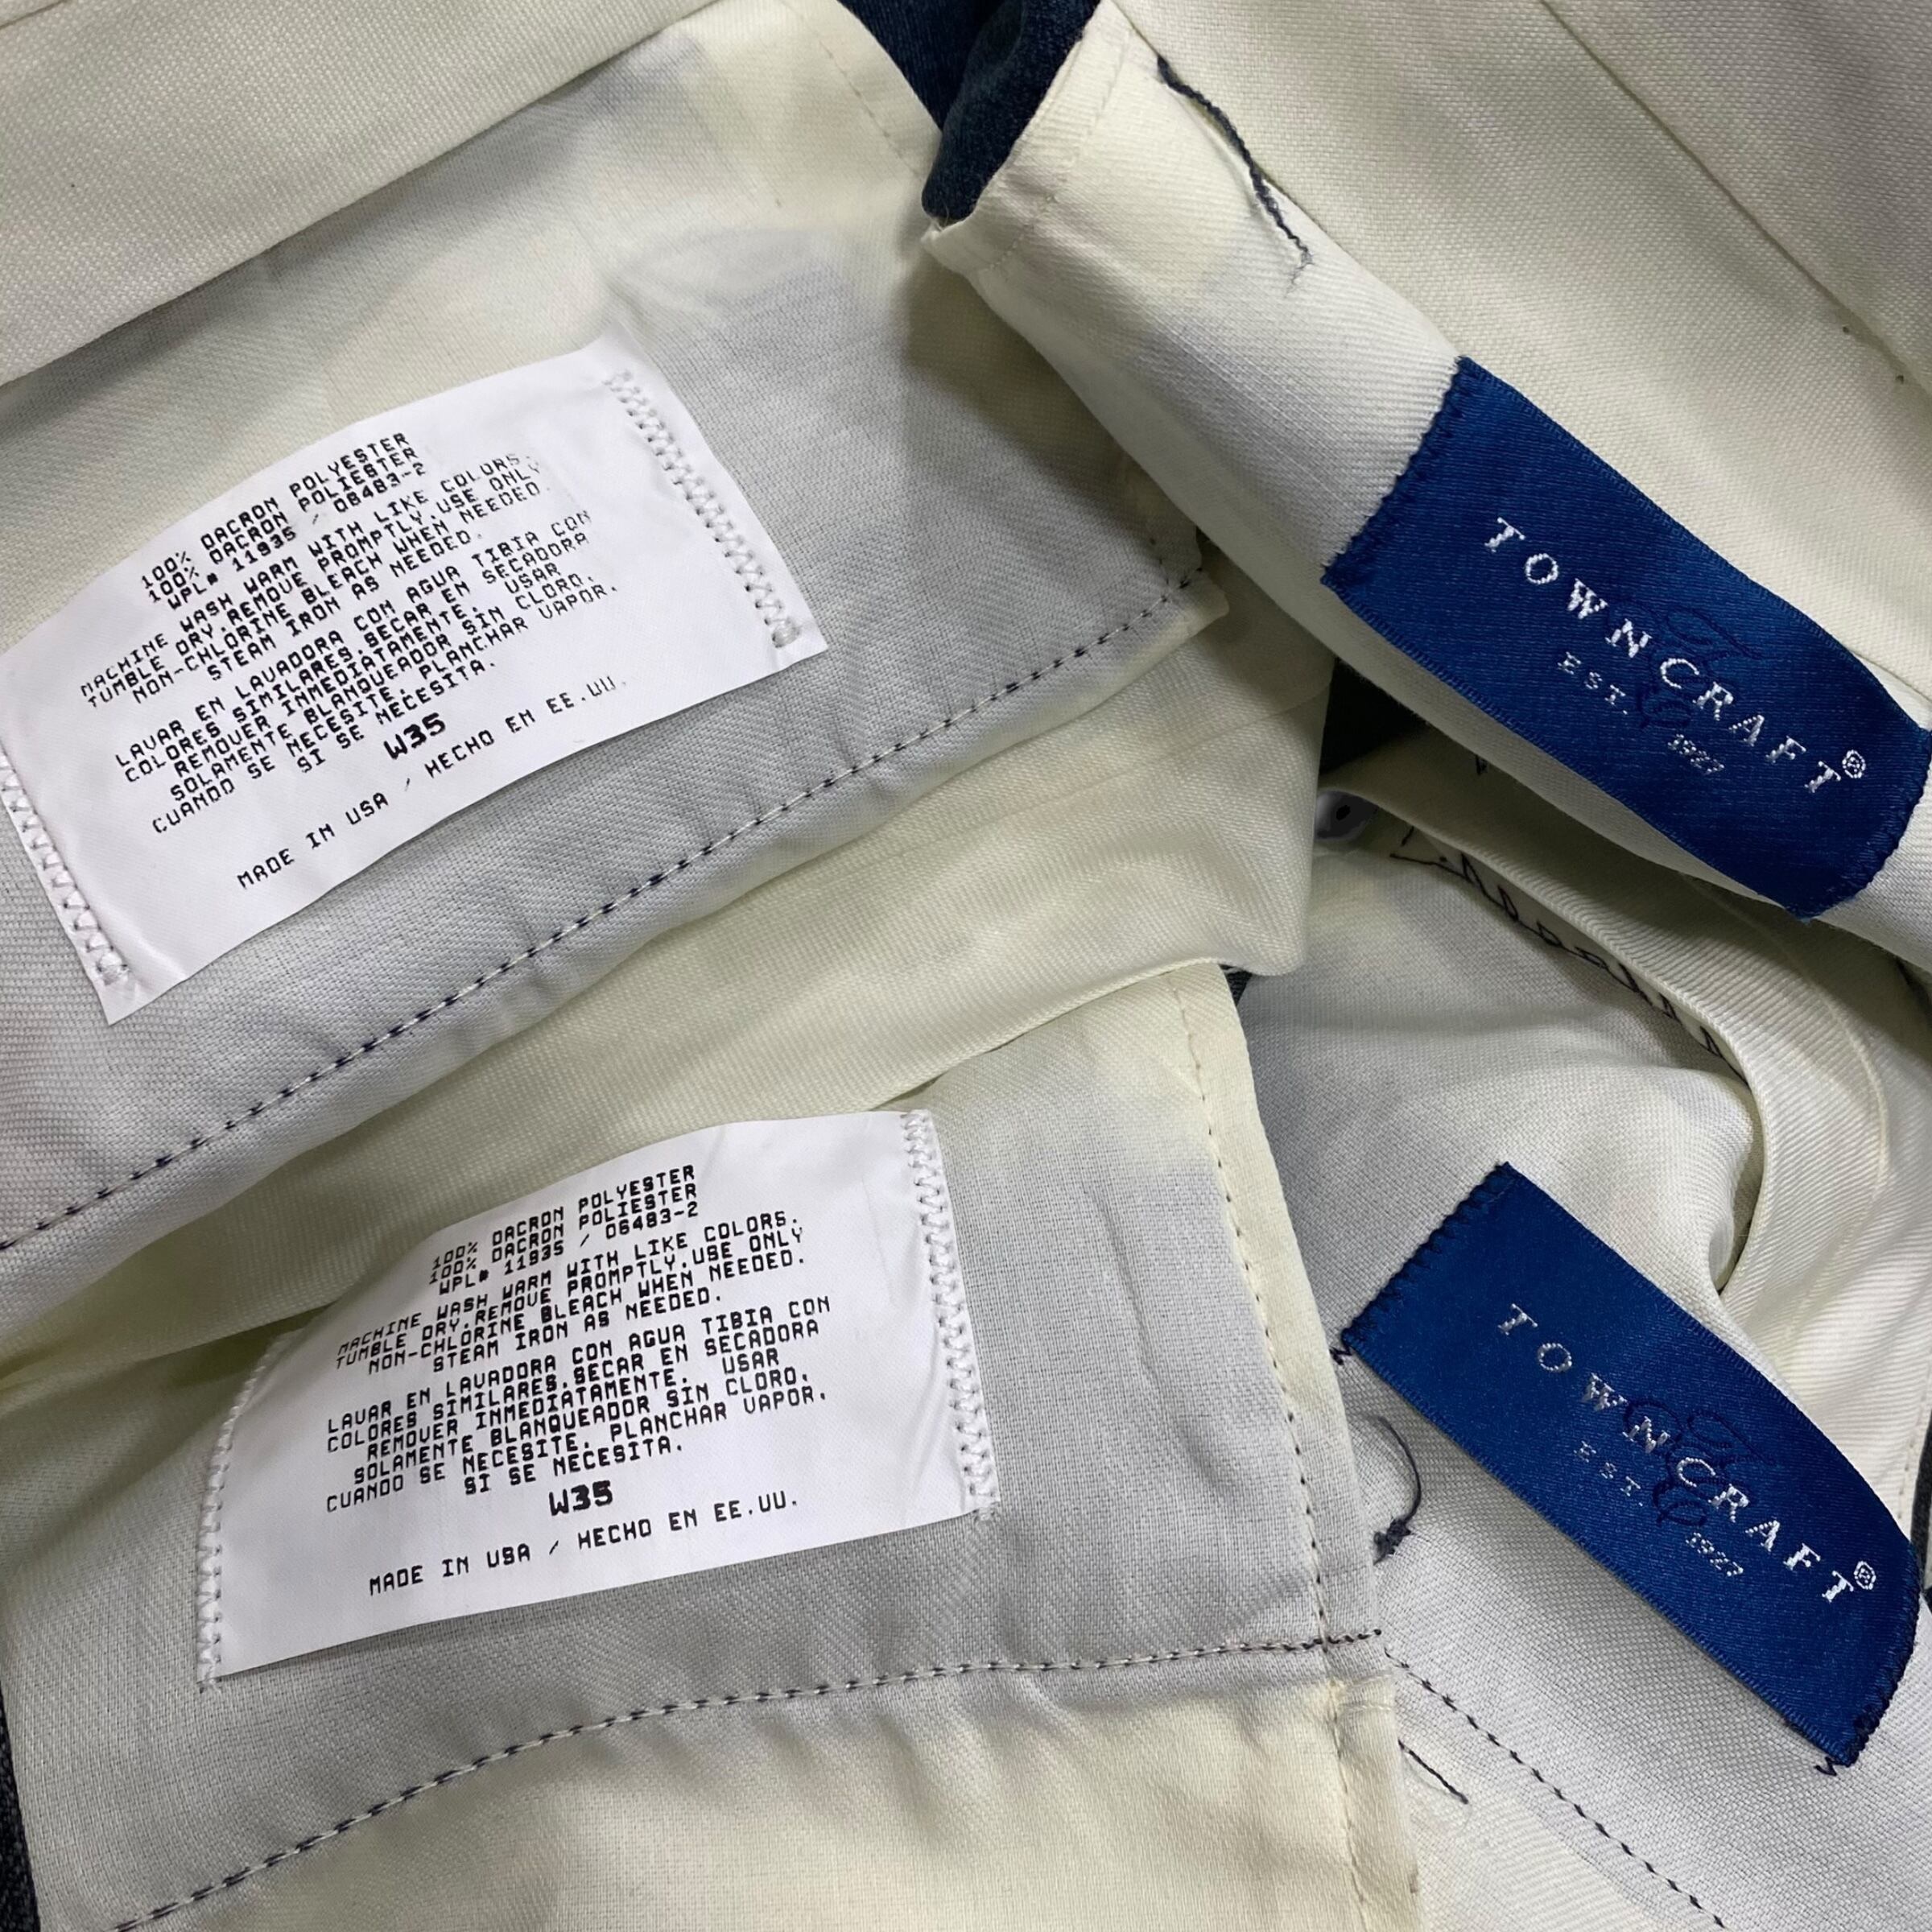 100% DACRON POLYESTER
100% DACRON POLIESTER
WPL# 11935 / 06483-2
MACHINE WASH WARM WITH LIKE COLORS.
TUMBLE DRY.REMOVE PROMPTLY.USE ONLY
NON-CHLORINE BLEACH WHEN NEEDED.
STEAM IRON AS NEEDED.
LAVAR EN LAVADORA CON AGUA TIBIA CON
COLORES SIMILARES.SECAR EN SECADORA
REMOVER INMEDIATAMENTE. USAR
SOLAMENTE BLANQUEADOR SIN CLORO.
CUANDO SE NECESITE. PLANCHAR VAPOR.
SI SE NECESITA.
W35
MADE IN USA / HECHO EN EE.UU.
TOWNCRAFT®
EST. 1927
100% DACRON POLYESTER
100% DACRON POLIESTER
WPL# 11935 / 06483-2
MACHINE WASH WARM WITH LIKE COLORS.
TUMBLE DRY.REMOVE PROMPTLY.USE ONLY
NON-CHLORINE BLEACH WHEN NEEDED.
STEAM IRON AS NEEDED.
LAVAR EN LAVADORA CON AGUA TIBIA CON
COLORES SIMILARES.SECAR EN SECADORA
REMOVER INMEDIATAMENTE. USAR
SOLAMENTE BLANQUEADOR SIN CLORO.
CUANDO SE NECESITE. PLANCHAR VAPOR.
SI SE NECESITA.
W35
MADE IN USA / HECHO EN EE.UU.
TOWNCRAFT®
EST. 1927